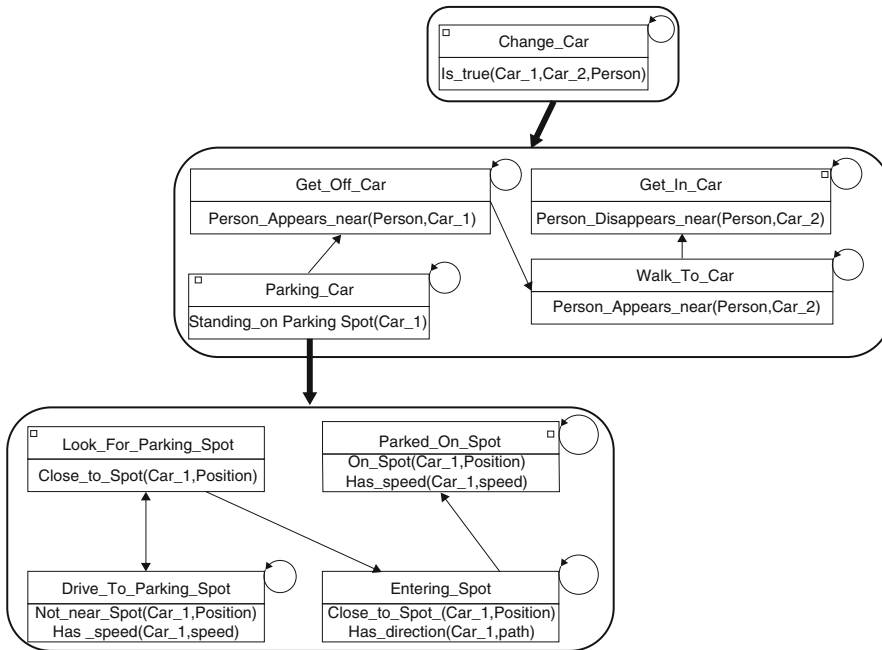 Change_Car
Is_true(Car_1,Car_2,Person)
Get_Off_Car
Person_Appears_near(Person,Car_1)
Get_In_Car
Person_Disappears_near(Person,Car_2)
Parking_Car
Standing_on Parking Spot(Car_1)
Walk_To_Car
Person_Appears_near(Person,Car_2)
Look_For_Parking_Spot
Close_to_Spot(Car_1,Position)
Parked_On_Spot
On_Spot(Car_1,Position)
Has_speed(Car_1,speed)
Drive_To_Parking_Spot
Not_near_Spot(Car_1,Position)
Has _speed(Car_1,speed)
Entering_Spot
Close_to_Spot_(Car_1,Position)
Has_direction(Car_1,path)